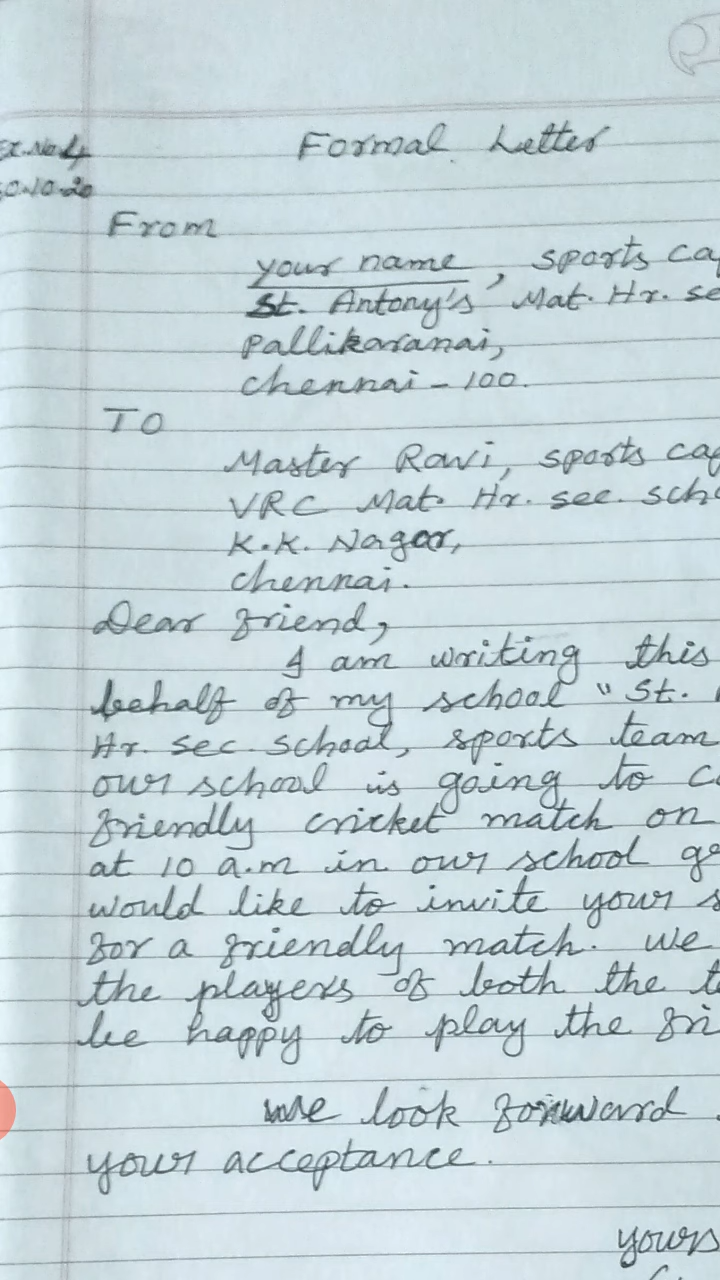 Formal Letter
Ex.No.4
30.10.20
From
your name, sports ca
St. Antony's Mat. Hr. se
Pallikaranai,
chennai - 100.
To
Master Ravi, sports cap
VRC Mat. Hr. sec. sch
K.K. Nagar,
chennai.
Dear friend,
I am writing this
behalf of my school "St.
Hr. sec. school, sports team
our school is going to c
friendly cricket match on
at 10 a.m in our school g
would like to invite your s
for a friendly match. we
the players of both the t
be happy to play the fri
we look forward
your acceptance.
yours